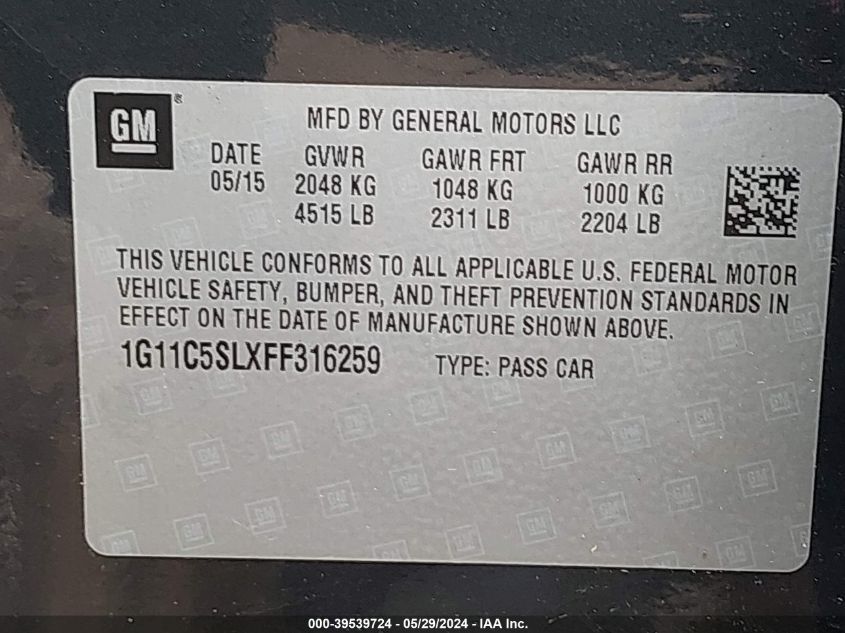 GM®
MFD BY GENERAL MOTORS LLC
DATE GVWR GAWR FRT GAWR RR
05/15 2048 KG 1048 KG 1000 KG
4515 LB 2311 LB 2204 LB
THIS VEHICLE CONFORMS TO ALL APPLICABLE U.S. FEDERAL MOTOR
VEHICLE SAFETY, BUMPER, AND THEFT PREVENTION STANDARDS IN
EFFECT ON THE DATE OF MANUFACTURE SHOWN ABOVE.
1G11C5SLXFF316259 TYPE: PASS CAR
000-39539724 - 05/29/2024 - IAA Inc.